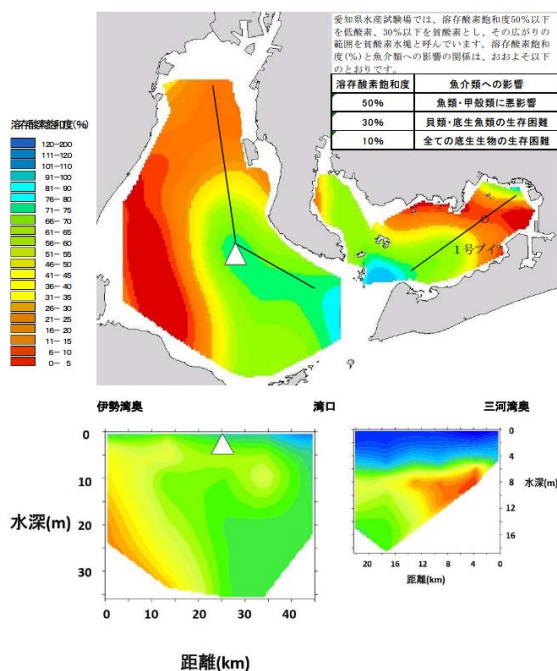 愛知県水産試験場では、溶存酸素飽和度50%以下
を低酸素、30%以下を貧酸素とし、その広がりの
範囲を貧酸素水塊と呼んでいます。溶存酸素飽和
度(%)と魚介類への影響の関係は、おおよそ以下
のとおりです。
溶存酸素飽和度 魚介類への影響
50% 魚類・甲殻類に悪影響
30% 貝類・底生魚類の生存困難
10% 全ての底生生物の生存困難
溶存酸素飽和度(%)
120-200
111-120
101-110
91-100
81- 90
76- 80
71- 75
66- 70
61- 65
56- 60
51- 55
46- 50
41- 45
36- 40
31- 35
26- 30
21- 25
16- 20
11- 15
6- 10
0- 5
1号ブイ
伊勢湾奥 湾口 三河湾奥
水深(m)
0
10
20
30
0 10 20 30 40
距離(km)
0
4
8
12
16
水深(m)
20 16 12 8 4 0
距離(km)